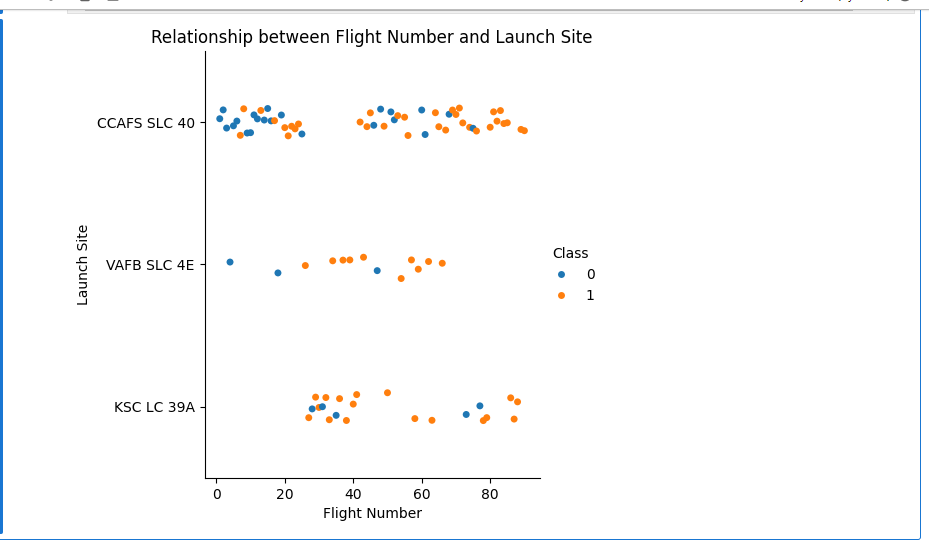 Relationship between Flight Number and Launch Site
CCAFS SLC 40
VAFB SLC 4E
KSC LC 39A
Launch Site
Class
0
1
0 20 40 60 80
Flight Number